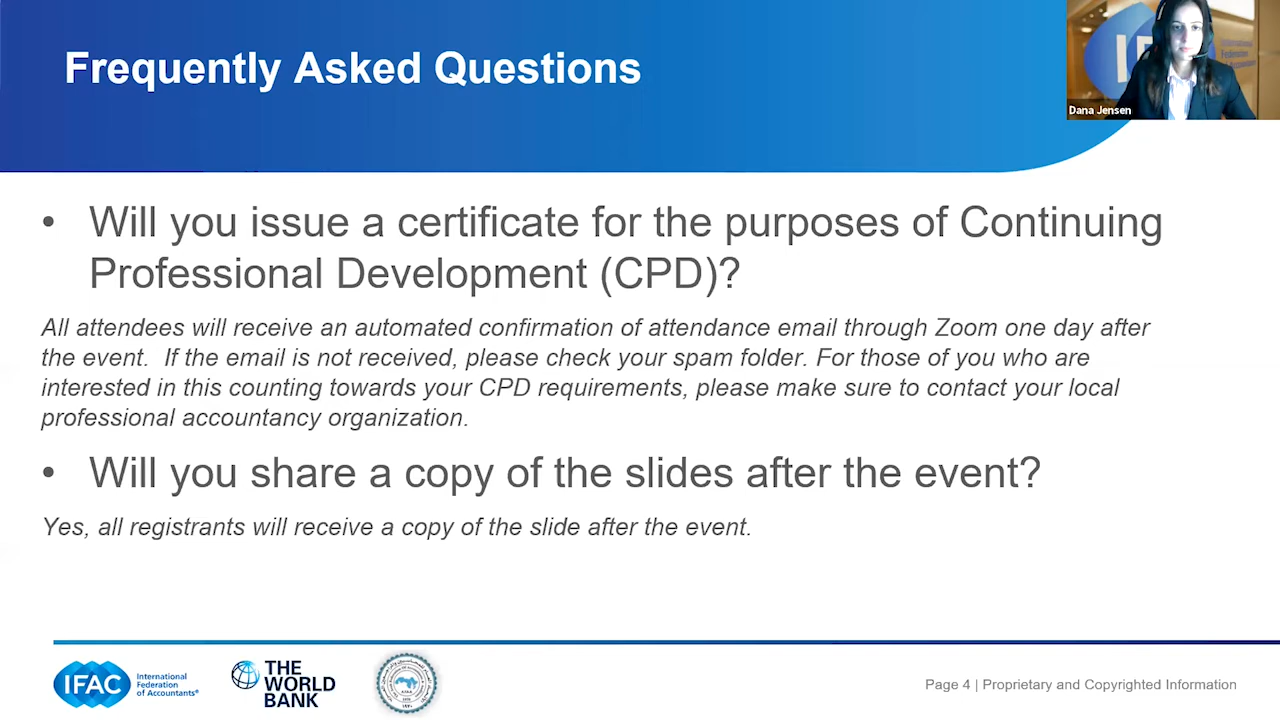 Frequently Asked Questions
IFAC
International
Federation
Dana Jensen
• Will you issue a certificate for the purposes of Continuing
Professional Development (CPD)?
All attendees will receive an automated confirmation of attendance email through Zoom one day after
the event.  If the email is not received, please check your spam folder. For those of you who are
interested in this counting towards your CPD requirements, please make sure to contact your local
professional accountancy organization.
• Will you share a copy of the slides after the event?
Yes, all registrants will receive a copy of the slide after the event.
IFAC
International
Federation
of Accountants®
THE
WORLD
BANK
Page 4 | Proprietary and Copyrighted Information